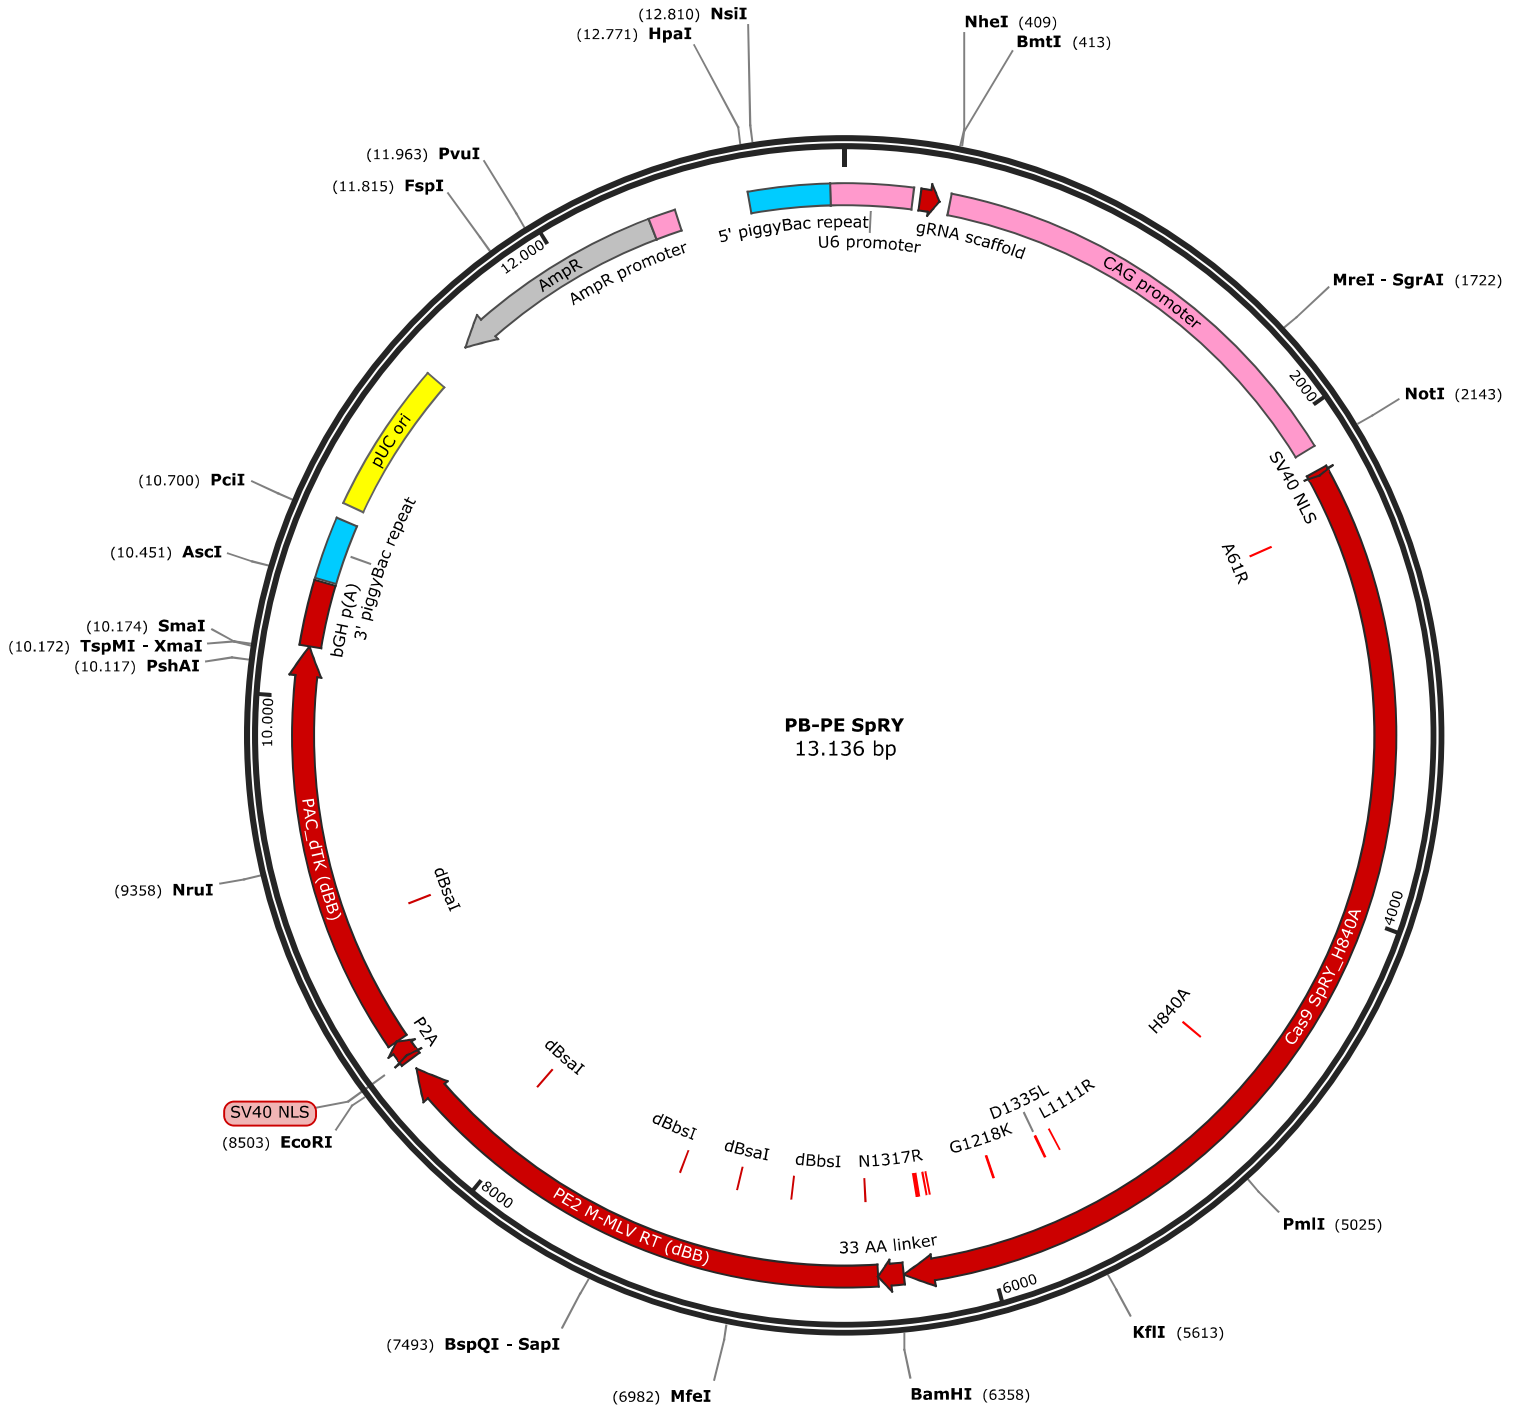 (12.810) NsiI
(12.771) HpaI
NheI (409)
BmtI (413)
(11.963) PvuI
(11.815) FspI
12.000
AmpR
AmpR promoter
5' piggyBac repeat
U6 promoter
gRNA scaffold
CAG promoter
MreI - SgrAI (1722)
2000
NotI (2143)
SV40 NLS
A61R
pUC ori
(10.700) PciI
(10.451) AscI
3' piggyBac repeat
bGH p(A)
(10.174) SmaI
(10.172) TspMI - XmaI
(10.117) PshAI
10.000
PB-PE SpRY
13.136 bp
PAC_dTK (dBB)
(9358) NruI
dBsaI
4000
Cas9 SpRY_H840A
H840A
P2A
dBsaI
SV40 NLS
(8503) EcoRI
D1335L
L1111R
G1218K
N1317R
dBbsI
dBsaI
dBbsI
8000
PE2 M-MLV RT (dBB)
33 AA linker
6000
PmlI (5025)
KflI (5613)
(7493) BspQI - SapI
(6982) MfeI
BamHI (6358)